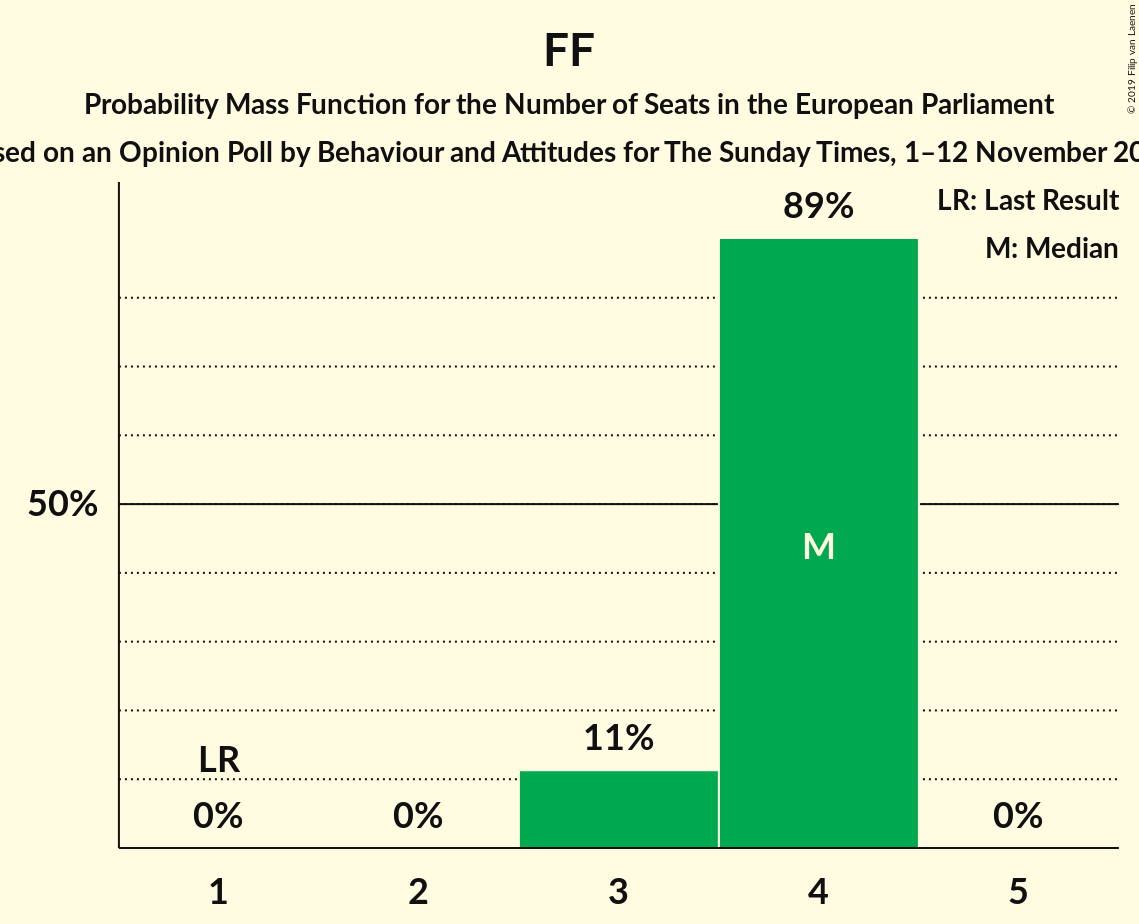 FF
Probability Mass Function for the Number of Seats in the European Parliament
on an Opinion Poll by Behaviour and Attitudes for The Sunday Times, 1–12 November
© 2019 Filip van Laenen
LR: Last Result
M: Median
89%
50%
M
11%
LR
0%
0%
0%
1
2
3
4
5